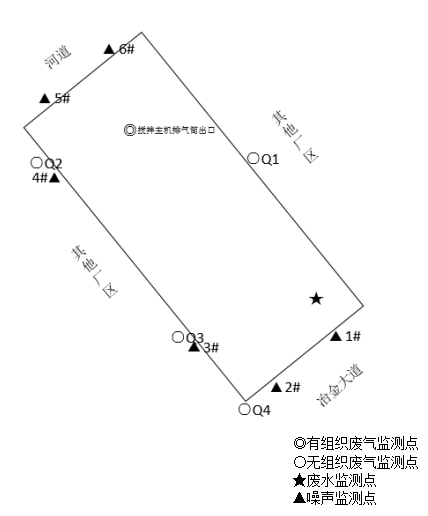 河道
▲ 6#
▲ 5#
◎搅拌主机排气筒出口
其他厂区
○Q1
○Q2
4#▲
其他厂区
★
○Q3
▲ 3#
▲ 1#
▲ 2#
冶金大道
○Q4
◎有组织废气监测点
○无组织废气监测点
★废水监测点
▲噪声监测点